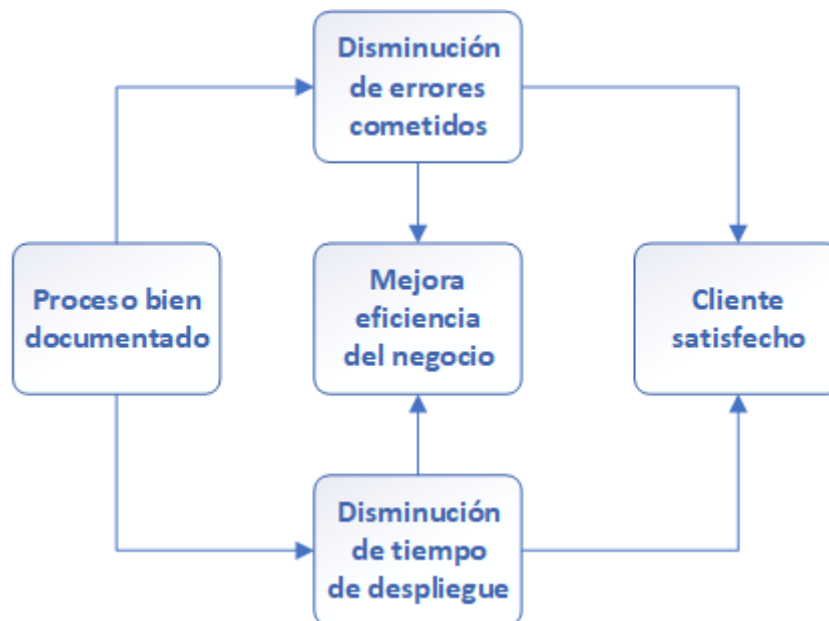 Disminución
de errores
cometidos
Proceso bien
documentado
Mejora
eficiencia
del negocio
Cliente
satisfecho
Disminución
de tiempo
de despliegue